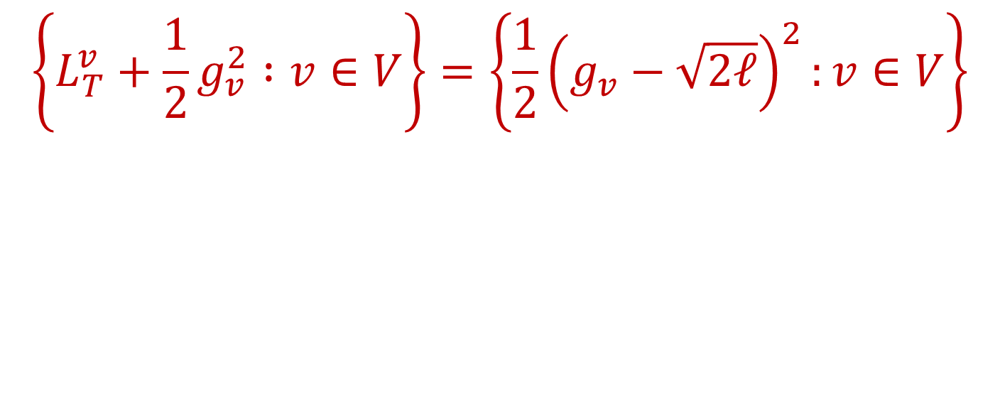 {L_T^v + 1/2 g_v^2 : v ∈ V} = {1/2 (g_v − √(2ℓ))^2 : v ∈ V}